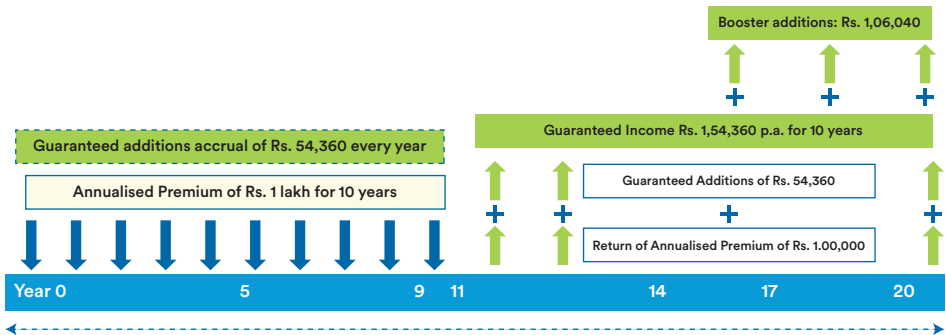 Booster additions: Rs. 1,06,040
+ + +
Guaranteed Income Rs. 1,54,360 p.a. for 10 years
Guaranteed additions accrual of Rs. 54,360 every year
Annualised Premium of Rs. 1 lakh for 10 years
Guaranteed Additions of Rs. 54,360
+ + + +
Return of Annualised Premium of Rs. 1.00,000
Year 0 5 9 11 14 17 20